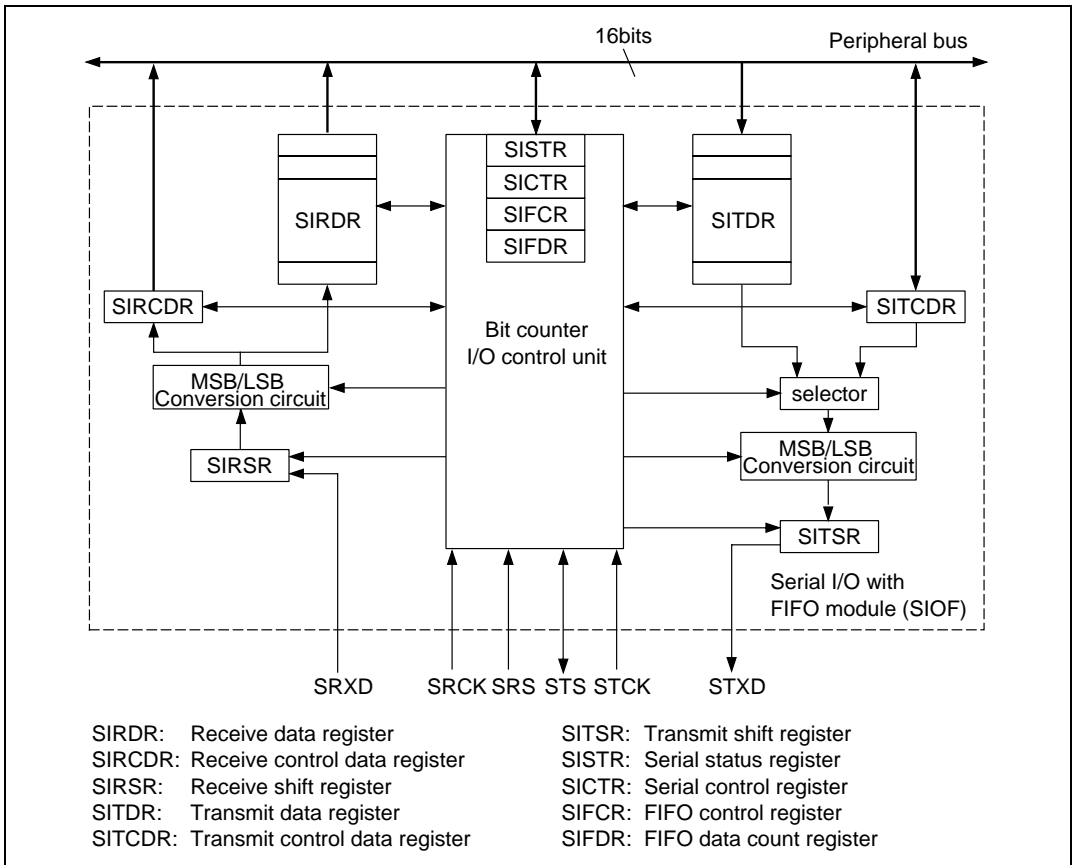 16bits
Peripheral bus
SISTR
SICTR
SIFCR
SIFDR
SIRDR
SITDR
SIRCDR
SITCDR
Bit counter
I/O control unit
MSB/LSB
Conversion circuit
selector
SIRSR
MSB/LSB
Conversion circuit
SITSR
Serial I/O with
FIFO module (SIOF)
SRXD
SRCK
SRS
STS
STCK
STXD
SIRDR: Receive data register
SIRCDR: Receive control data register
SIRSR: Receive shift register
SITDR: Transmit data register
SITCDR: Transmit control data register
SITSR: Transmit shift register
SISTR: Serial status register
SICTR: Serial control register
SIFCR: FIFO control register
SIFDR: FIFO data count register